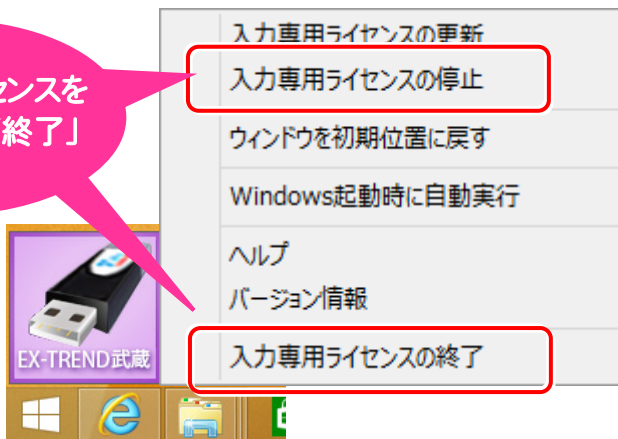 入力専用ライセンスの更新
入力専用ライセンスの停止
センスを
終了」
ウィンドウを初期位置に戻す
Windows起動時に自動実行
ヘルプ
バージョン情報
入力専用ライセンスの終了
EX-TREND武蔵